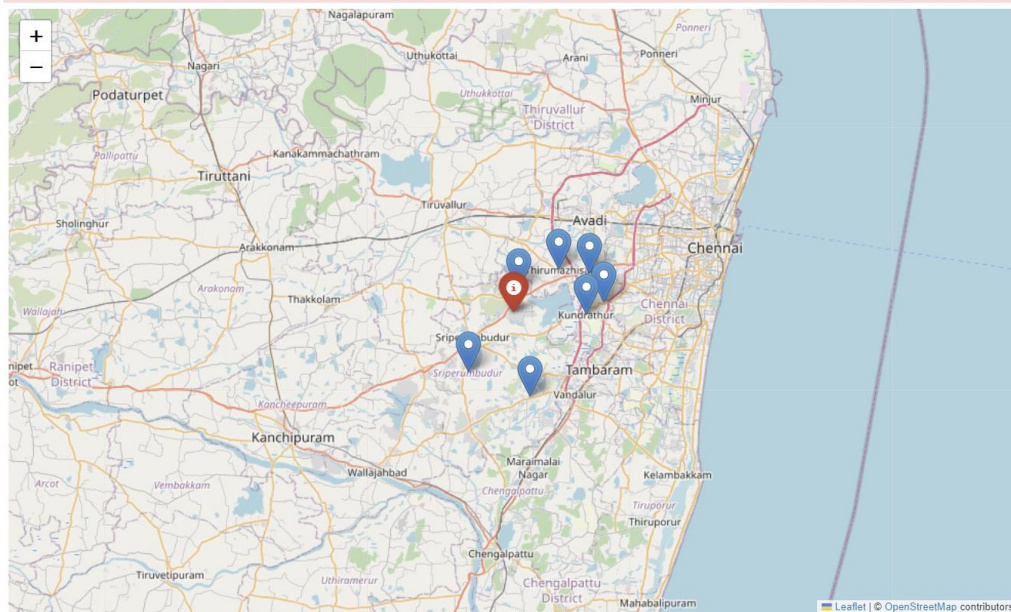 +
−
Nagalapuram
Ponneri
Nagari
Uthukottai
Arani
Ponneri
Podaturpet
Uthukkottai
Thiruvallur
District
Minjur
Pallipattu
Kanakammachathram
Tiruttani
Tiruvallur
Sholinghur
Avadi
Arakkonam
Chennai
Arakonam
Thakkolam
Wallajah
Kundrathur
Chennai
District
Ranipet
District
Sriperumbudur
Tambaram
Kancheepuram
Vandalur
Kanchipuram
Wallajahbad
Maraimalai
Nagar
Kelambakkam
Arcot
Vembakkam
Chengalpattu
Tiruporur
Thiruporur
Chengalpattu
Tiruvetipuram
Uthiramerur
Chengalpattu
District
Mahabalipuram
Leaflet | © OpenStreetMap contributors